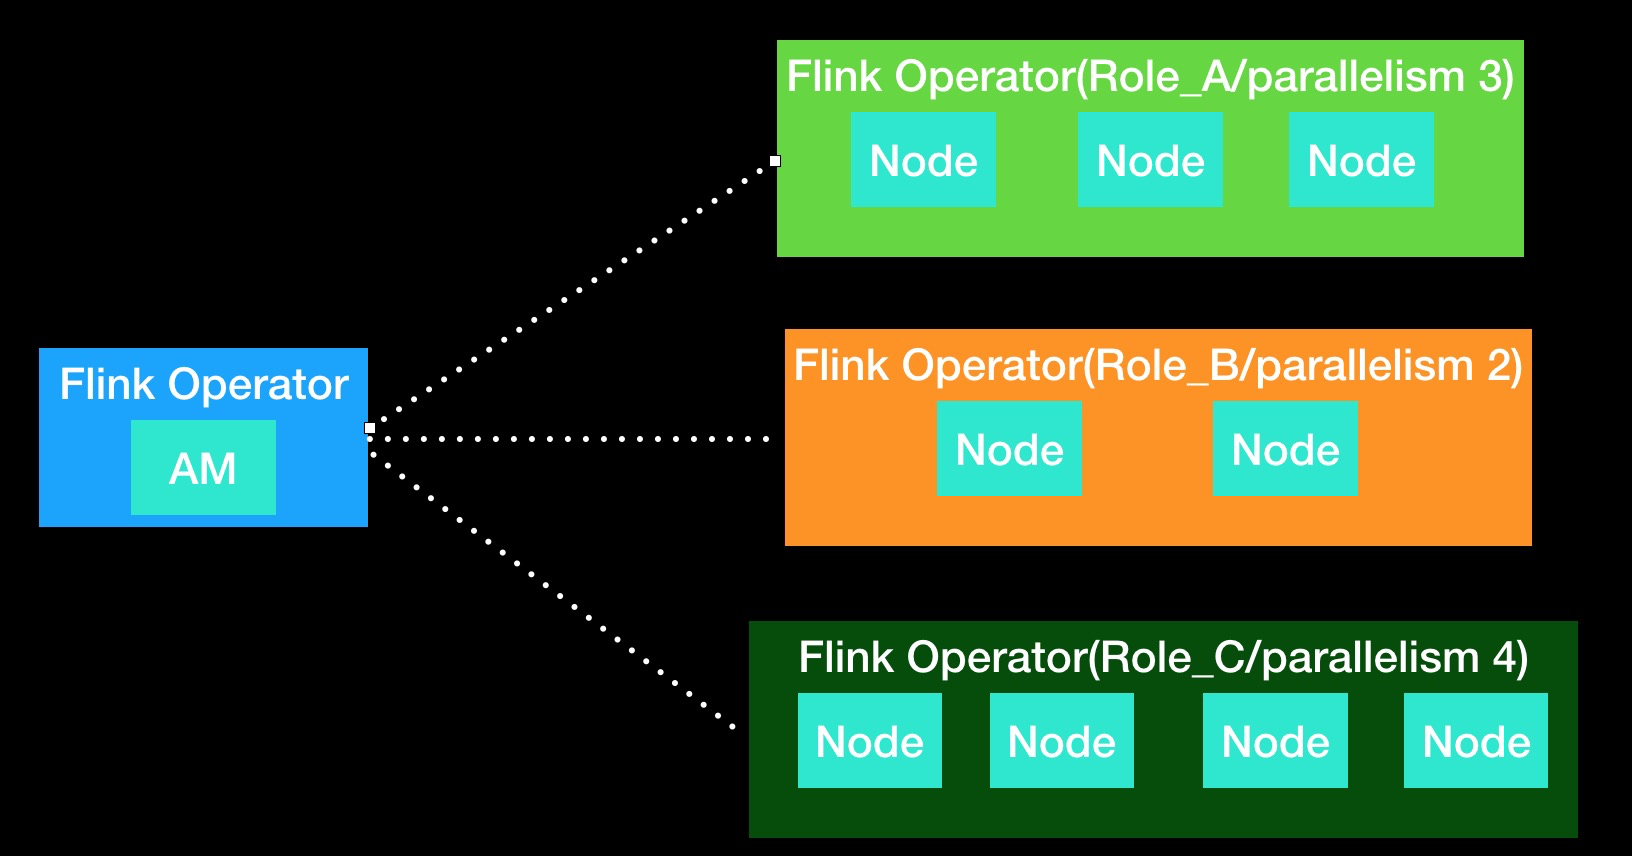 Flink Operator(Role_A/parallelism 3)
Node Node Node
Flink Operator
AM
Flink Operator(Role_B/parallelism 2)
Node Node
Flink Operator(Role_C/parallelism 4)
Node Node Node Node